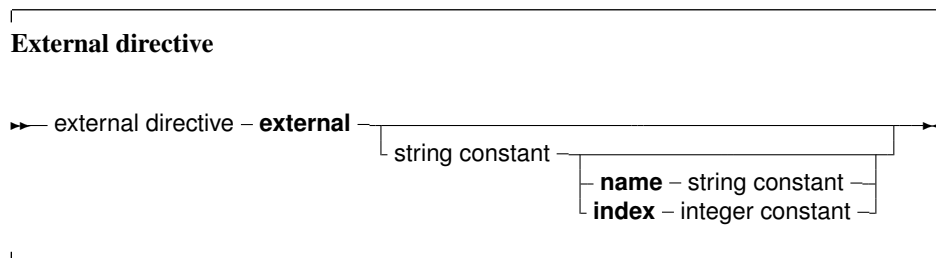 External directive
external directive – external
string constant
name – string constant
index – integer constant